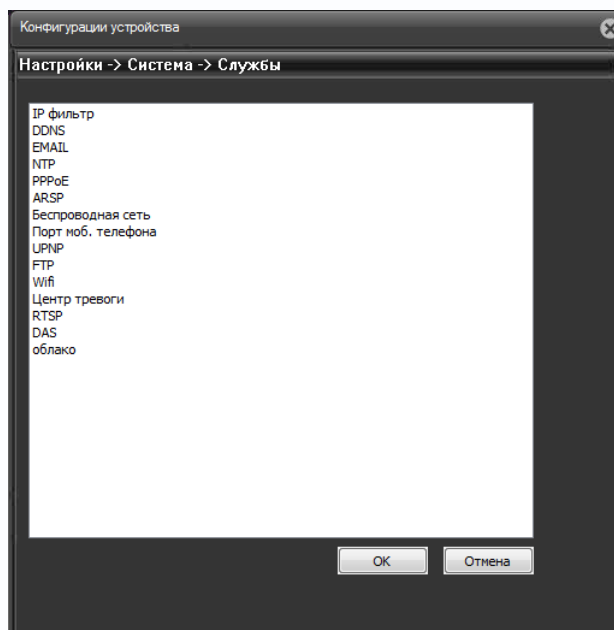 Конфигурации устройства
Настройки -> Система -> Службы
IP фильтр
DDNS
EMAIL
NTP
PPPoE
ARSP
Беспроводная сеть
Порт моб. телефона
UPNP
FTP
Wifi
Центр тревоги
RTSP
DAS
облако
OK
Отмена